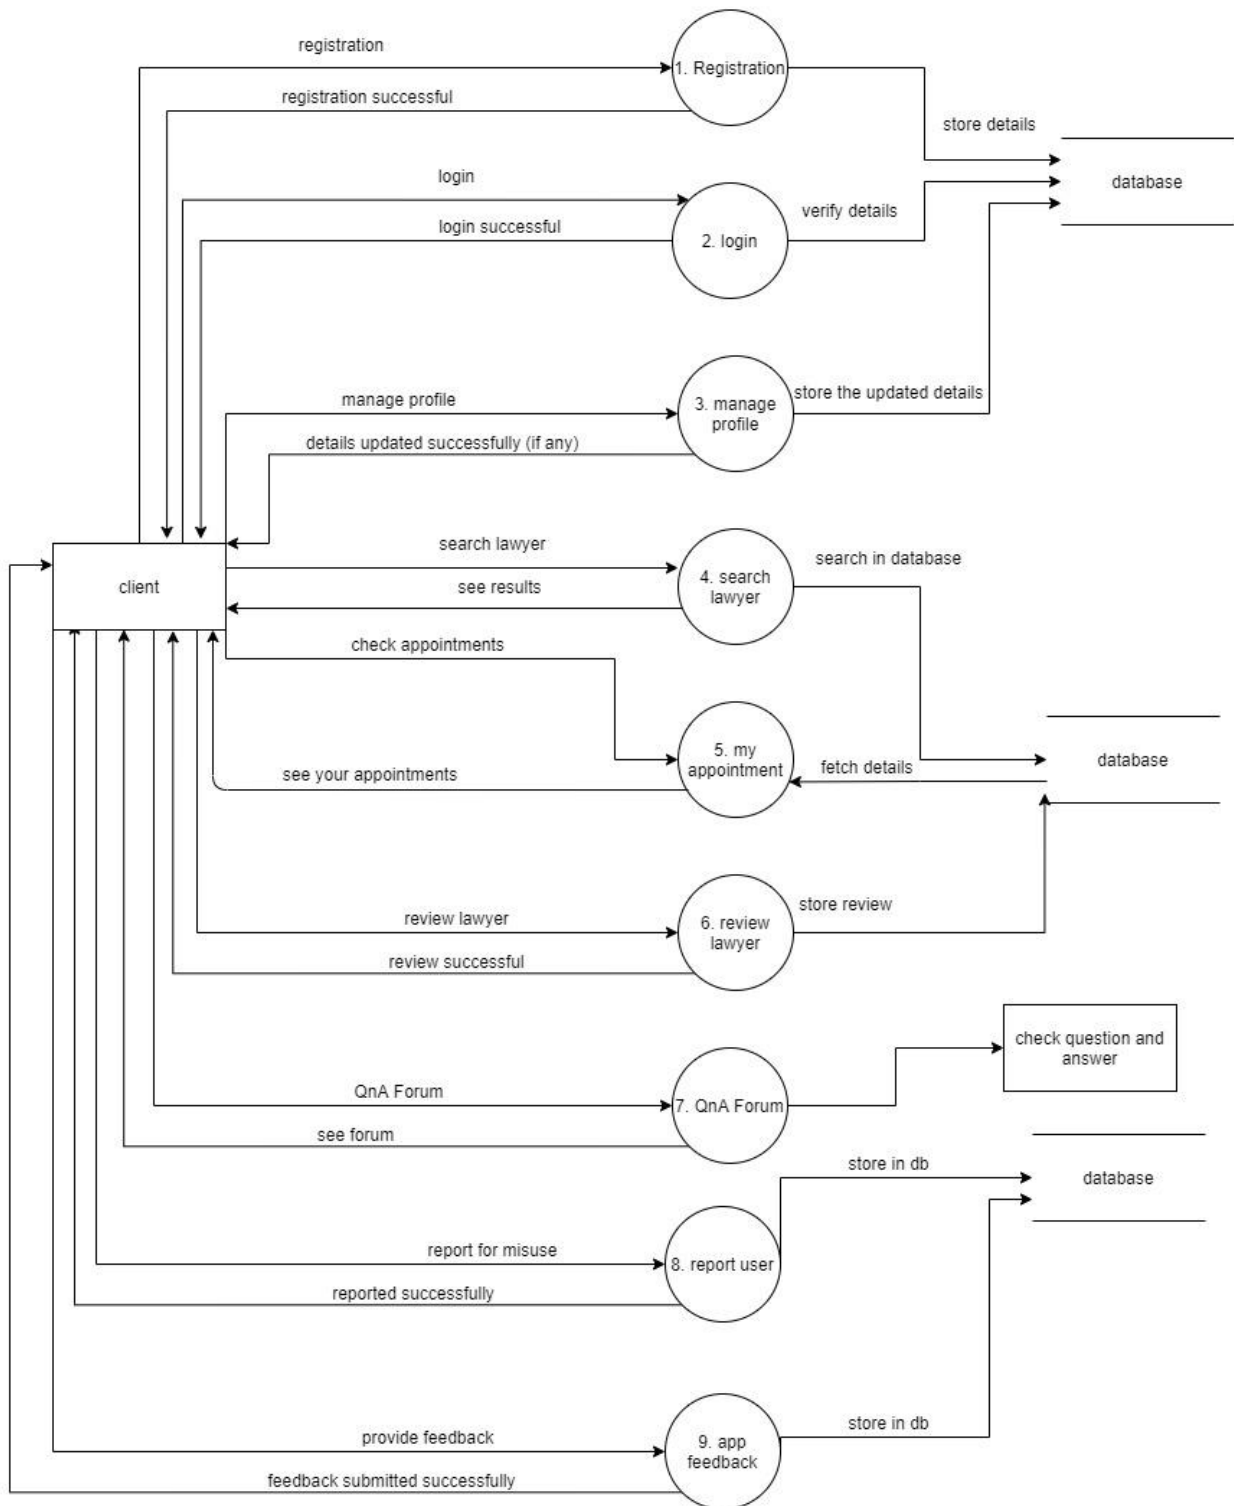 registration
1. Registration
registration successful
store details
database
login
verify details
login successful
2. login
manage profile
store the updated details
3. manage
profile
details updated successfully (if any)
search lawyer
search in database
4. search
lawyer
see results
client
check appointments
5. my
appointment
see your appointments
fetch details
database
review lawyer
store review
6. review
lawyer
review successful
check question and
answer
QnA Forum
7. QnA Forum
see forum
store in db
database
report for misuse
8. report user
reported successfully
provide feedback
store in db
9. app
feedback
feedback submitted successfully